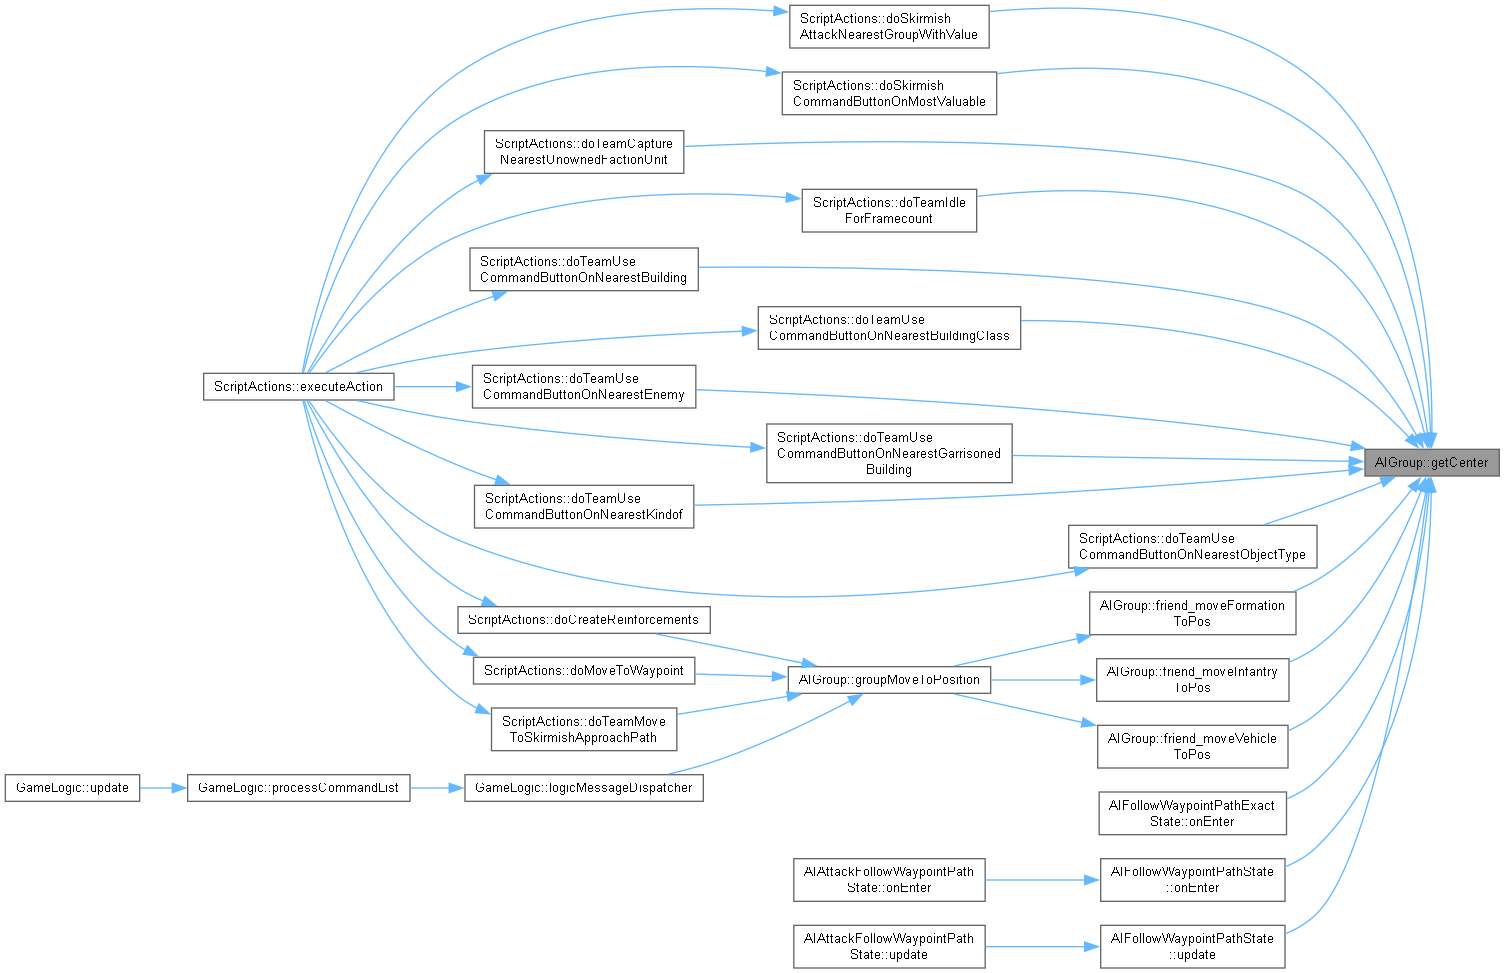 ScriptActions::doSkirmish
AttackNearestGroupWithValue
ScriptActions::doSkirmish
CommandButtonOnMostValuable
ScriptActions::doTeamCapture
NearestUnownedFactionUnit
ScriptActions::doTeamIdle
ForFramecount
ScriptActions::doTeamUse
CommandButtonOnNearestBuilding
ScriptActions::doTeamUse
CommandButtonOnNearestBuildingClass
ScriptActions::executeAction
ScriptActions::doTeamUse
CommandButtonOnNearestEnemy
ScriptActions::doTeamUse
CommandButtonOnNearestGarrisoned
Building
AIGroup::getCenter
ScriptActions::doTeamUse
CommandButtonOnNearestKindof
ScriptActions::doTeamUse
CommandButtonOnNearestObjectType
AIGroup::friend_moveFormation
ToPos
ScriptActions::doCreateReinforcements
ScriptActions::doMoveToWaypoint
AIGroup::groupMoveToPosition
AIGroup::friend_moveInfantry
ToPos
ScriptActions::doTeamMove
ToSkirmishApproachPath
AIGroup::friend_moveVehicle
ToPos
GameLogic::update
GameLogic::processCommandList
GameLogic::logicMessageDispatcher
AIFollowWaypointPathExact
State::onEnter
AIAttackFollowWaypointPath
State::onEnter
AIFollowWaypointPathState
::onEnter
AIAttackFollowWaypointPath
State::update
AIFollowWaypointPathState
::update